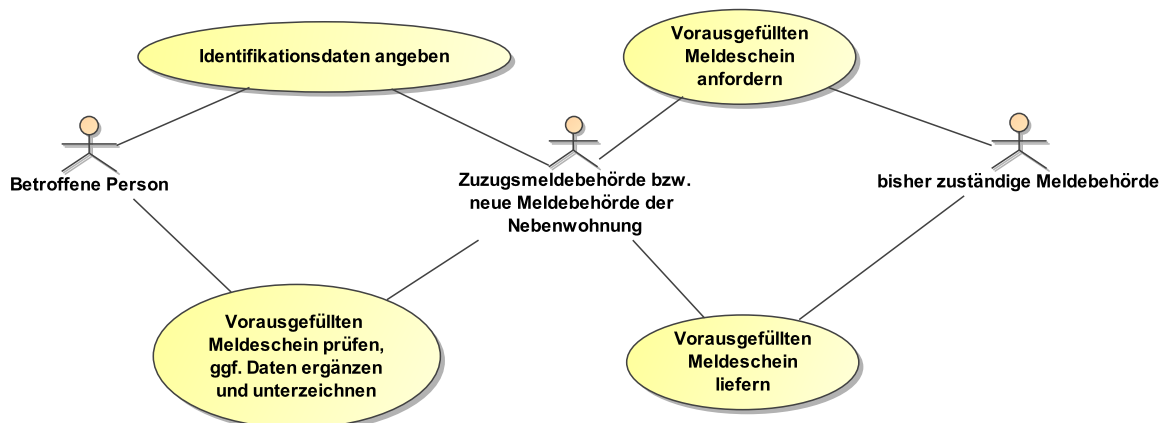 Identifikationsdaten angeben
Vorausgefüllten
Meldeschein
anfordern
Betroffene Person
Zuzugsmeldebehörde bzw.
neue Meldebehörde der
Nebenwohnung
bisher zuständige Meldebehörde
Vorausgefüllten
Meldeschein prüfen,
ggf. Daten ergänzen
und unterzeichnen
Vorausgefüllten
Meldeschein
liefern